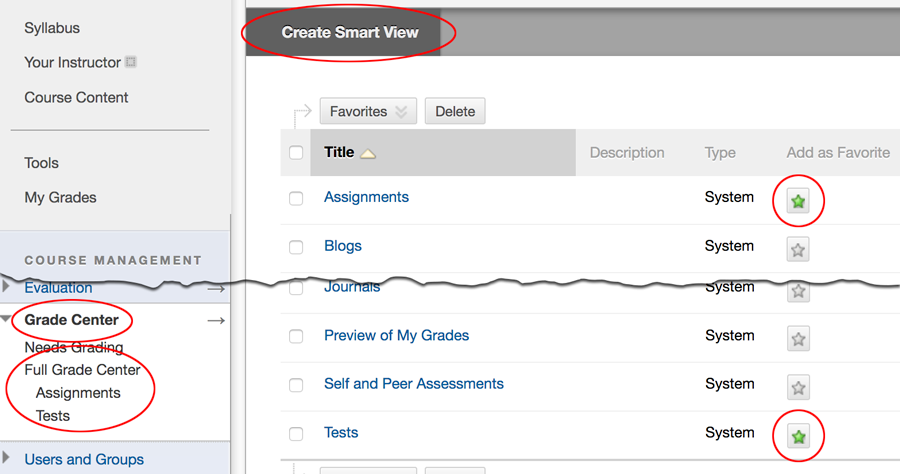 Syllabus
Your Instructor
Course Content
Tools
My Grades
COURSE MANAGEMENT
Evaluation
Grade Center
Needs Grading
Full Grade Center
Assignments
Tests
Users and Groups
Create Smart View
Favorites Delete
Title Description Type Add as Favorite
Assignments System
Blogs System
Journals System
Preview of My Grades System
Self and Peer Assessments System
Tests System